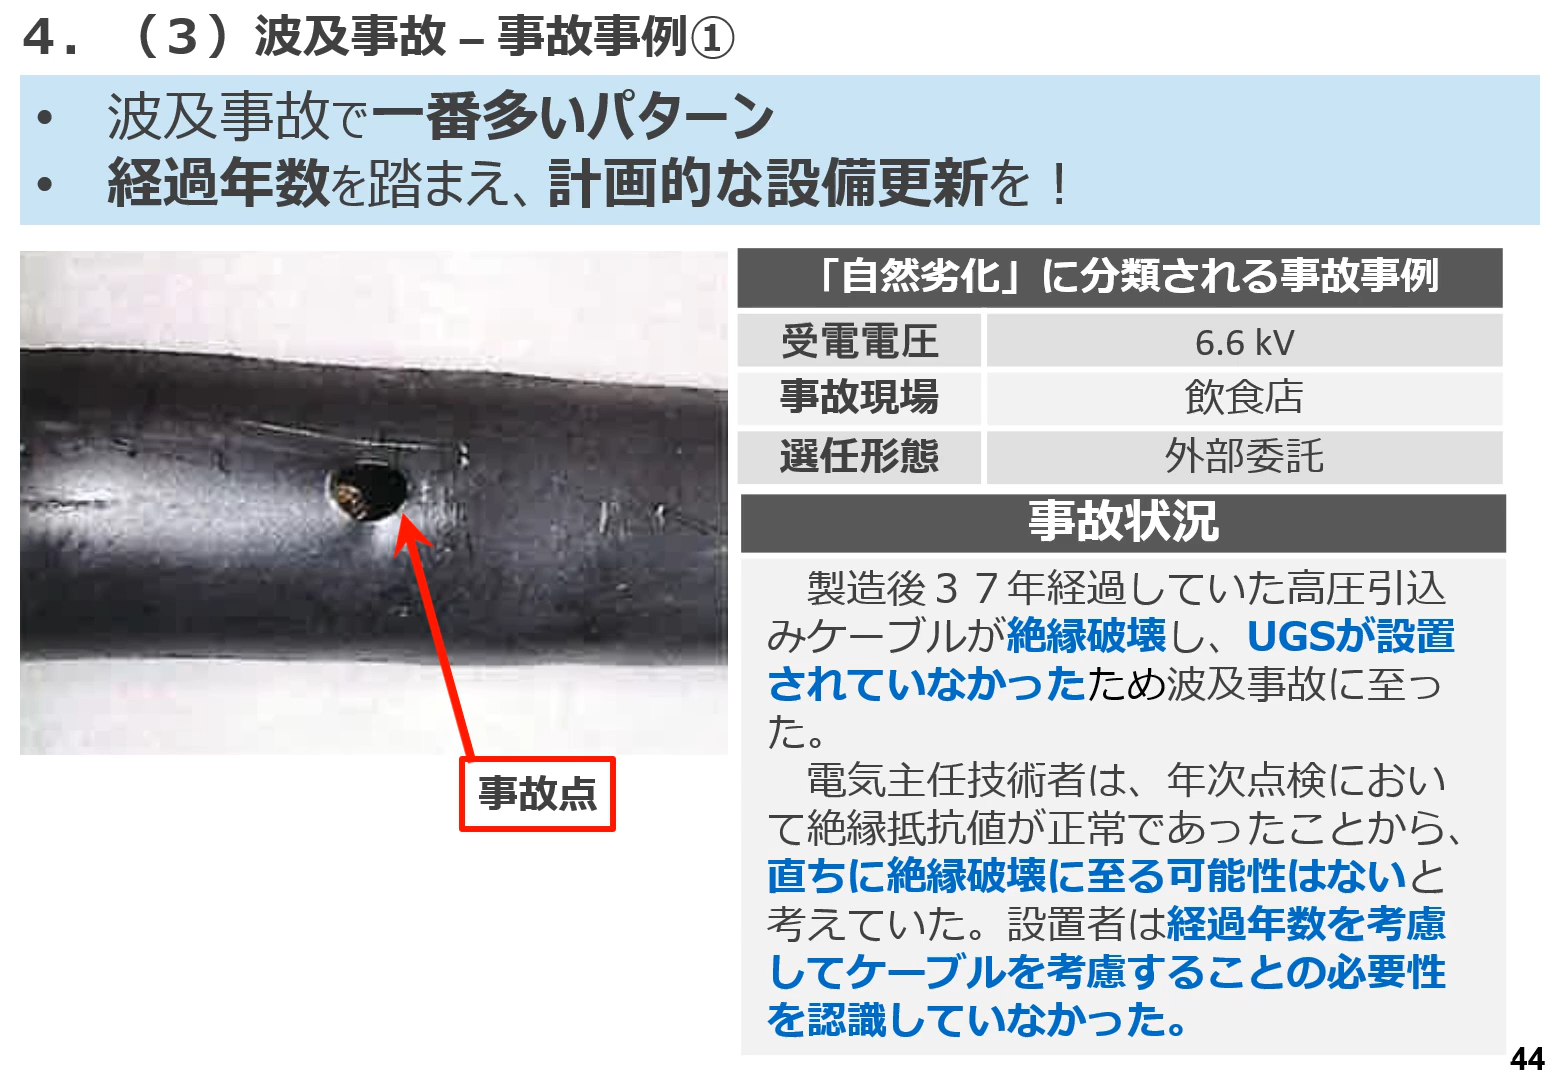 ４．（３）波及事故 – 事故事例①
• 波及事故で一番多いパターン
• 経過年数を踏まえ、計画的な設備更新を！
「自然劣化」に分類される事故事例
受電電圧 6.6 kV
事故現場 飲食店
選任形態 外部委託
事故状況
製造後３７年経過していた高圧引込
みケーブルが絶縁破壊し、UGSが設置
されていなかったため波及事故に至っ
た。
電気主任技術者は、年次点検におい
て絶縁抵抗値が正常であったことから、
直ちに絶縁破壊に至る可能性はないと
考えていた。設置者は経過年数を考慮
してケーブルを考慮することの必要性
を認識していなかった。
事故点
44